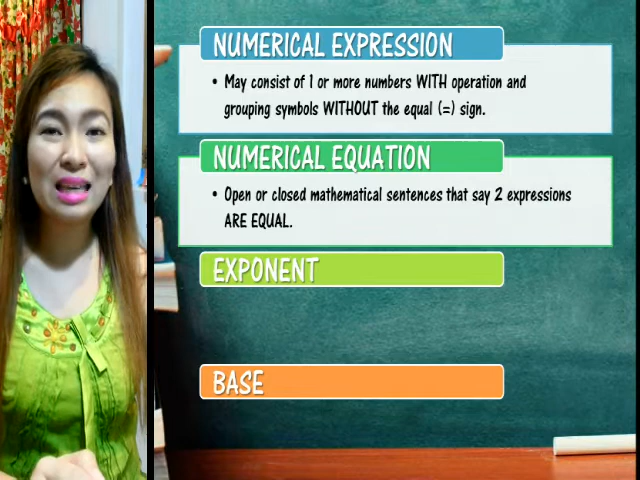 NUMERICAL EXPRESSION
• May consist of 1 or more numbers WITH operation and
grouping symbols WITHOUT the equal (=) sign.
NUMERICAL EQUATION
• Open or closed mathematical sentences that say 2 expressions
ARE EQUAL.
EXPONENT
BASE